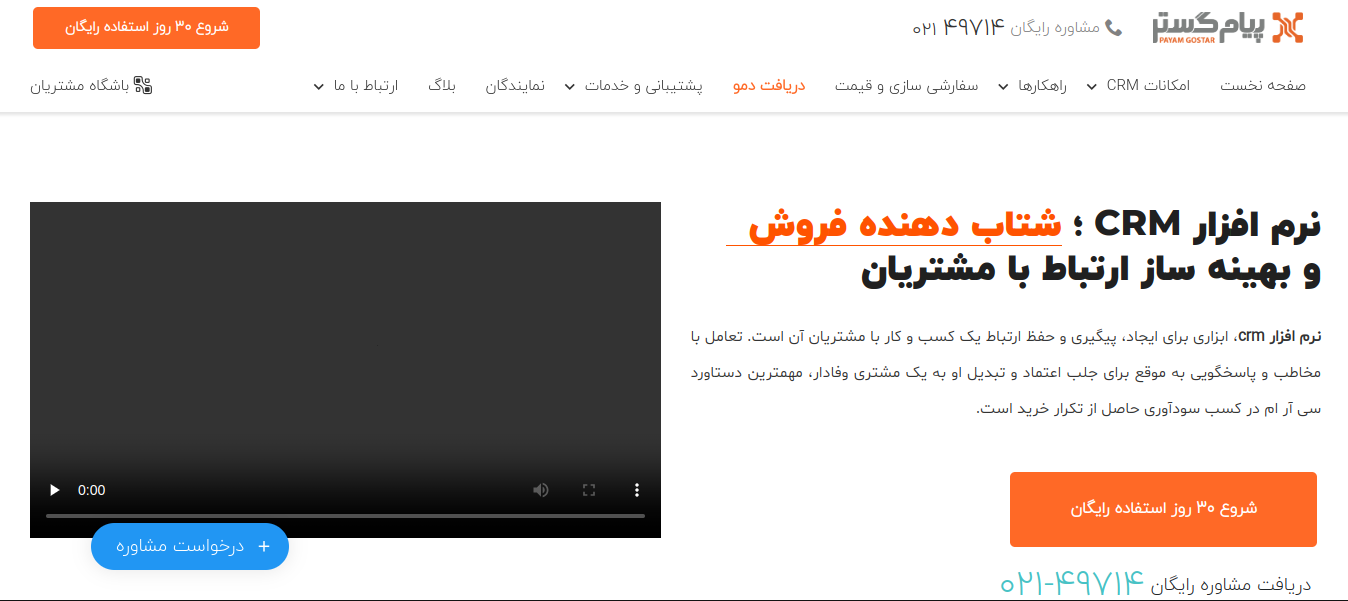 پیام گستر
PAYAM GOSTAR
مشاوره رایگان ۴۹۷۱۴ ۰۲۱
شروع ۳۰ روز استفاده رایگان
صفحه نخست امکانات CRM راهکارها سفارشی سازی و قیمت دریافت دمو پشتیبانی و خدمات نمایندگان بلاگ ارتباط با ما باشگاه مشتریان
نرم افزار CRM ؛ شتاب دهنده فروش
و بهینه ساز ارتباط با مشتریان
نرم افزار crm، ابزاری برای ایجاد، پیگیری و حفظ ارتباط یک کسب و کار با مشتریان آن است. تعامل با
مخاطب و پاسخگویی به موقع برای جلب اعتماد و تبدیل او به یک مشتری وفادار، مهمترین دستاورد
سی آر ام در کسب سودآوری حاصل از تکرار خرید است.
شروع ۳۰ روز استفاده رایگان
دریافت مشاوره رایگان ۰۲۱-۴۹۷۱۴
0:00
+ درخواست مشاوره